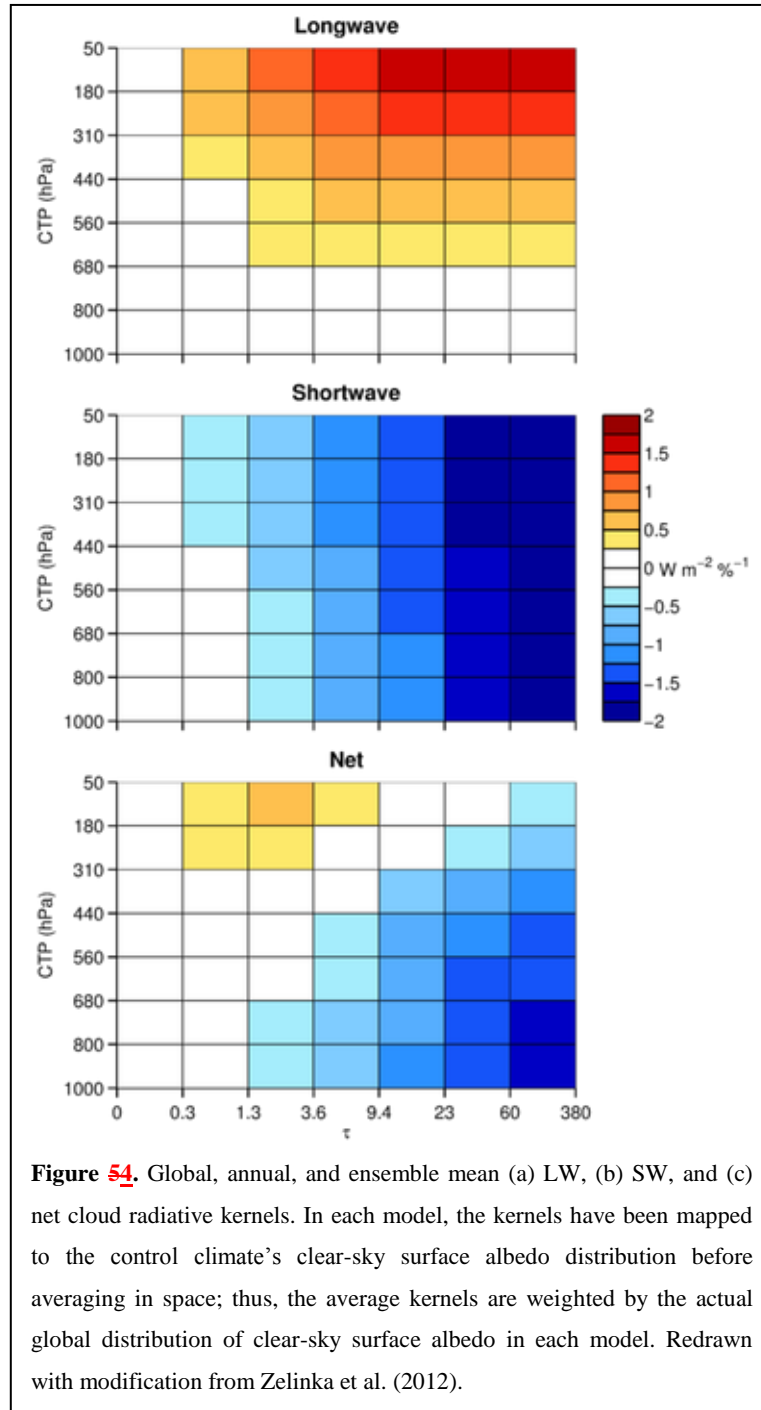 Longwave
50
180
310
440
560
680
800
1000
CTP (hPa)
Shortwave
50
180
310
440
560
680
800
1000
CTP (hPa)
2
1.5
1
0.5
0 W m⁻² %⁻¹
−0.5
−1
−1.5
−2
Net
50
180
310
440
560
680
800
1000
CTP (hPa)
0 0.3 1.3 3.6 9.4 23 60 380
τ
Figure 54. Global, annual, and ensemble mean (a) LW, (b) SW, and (c)
net cloud radiative kernels. In each model, the kernels have been mapped
to the control climate's clear-sky surface albedo distribution before
averaging in space; thus, the average kernels are weighted by the actual
global distribution of clear-sky surface albedo in each model. Redrawn
with modification from Zelinka et al. (2012).